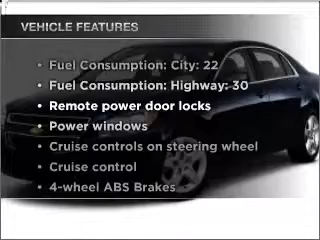 VEHICLE FEATURES
• Fuel Consumption: City: 22
• Fuel Consumption: Highway: 30
• Remote power door locks
• Power windows
• Cruise controls on steering wheel
• Cruise control
• 4-wheel ABS Brakes